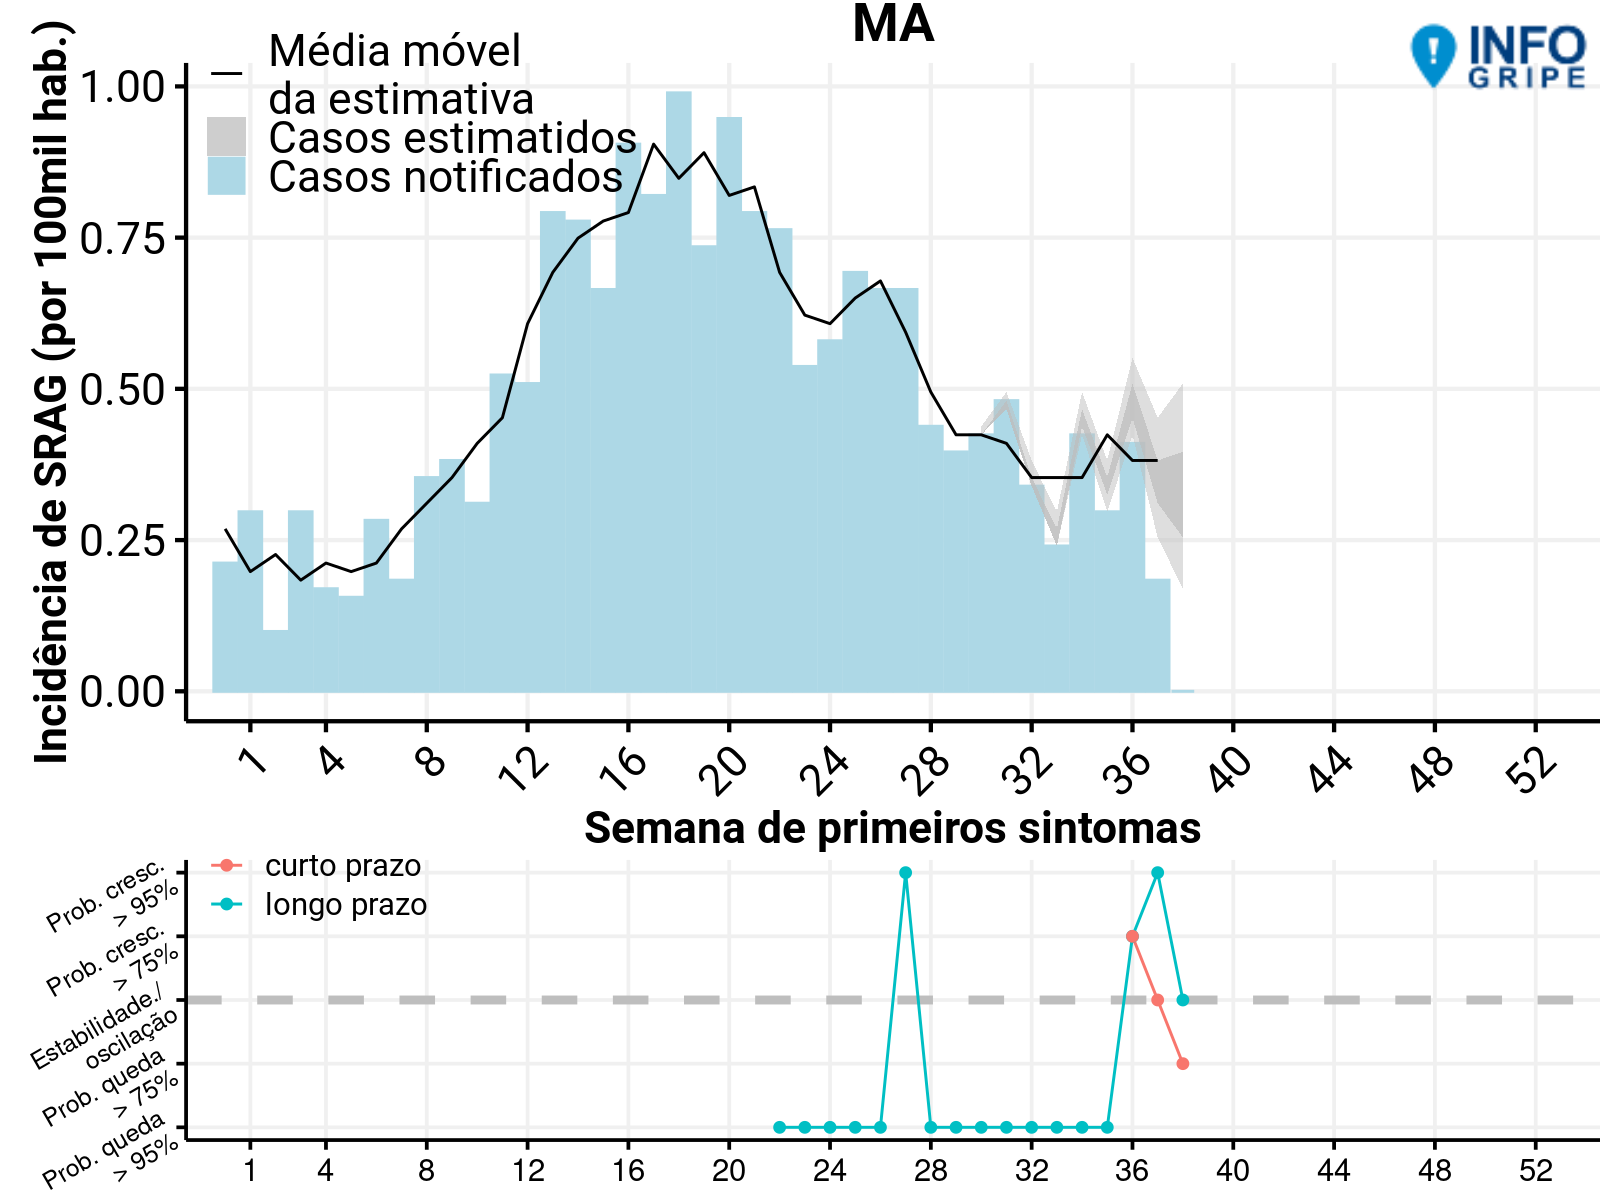 MA
INFO
GRIPE
Média móvel
da estimativa
Casos estimatidos
Casos notificados
Incidência de SRAG (por 100mil hab.)
1.00
0.75
0.50
0.25
0.00
1 4 8 12 16 20 24 28 32 36 40 44 48 52
Semana de primeiros sintomas
curto prazo
longo prazo
Prob. cresc.
> 95%
Prob. cresc.
> 75%
Estabilidade./
oscilação
Prob. queda
> 75%
Prob. queda
> 95%
1 4 8 12 16 20 24 28 32 36 40 44 48 52